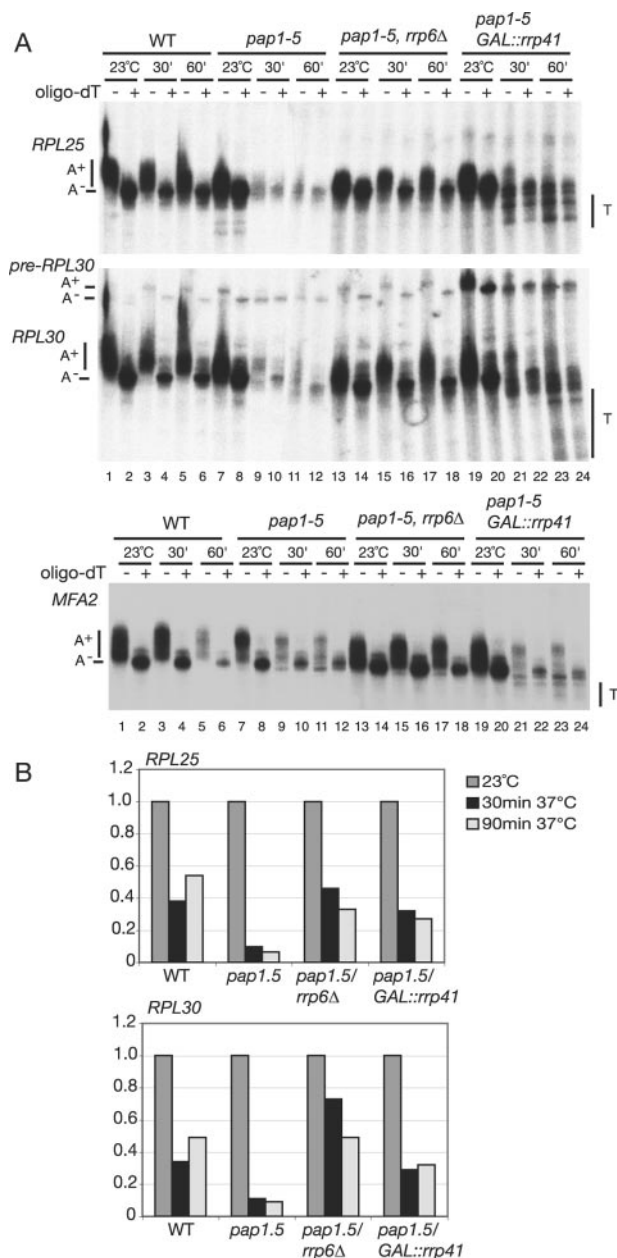 A
WT pap1-5 pap1-5, rrp6Δ pap1-5 GAL::rrp41
23°C 30' 60' 23°C 30' 60' 23°C 30' 60' 23°C 30' 60'
oligo-dT - + - + - + - + - + - + - + - + - + - + - + - +
RPL25
A+
A-
T
pre-RPL30
A+
A-
RPL30
A+
A-
T
1 2 3 4 5 6 7 8 9 10 11 12 13 14 15 16 17 18 19 20 21 22 23 24
WT pap1-5 pap1-5, rrp6Δ pap1-5 GAL::rrp41
23°C 30' 60' 23°C 30' 60' 23°C 30' 60' 23°C 30' 60'
oligo-dT - + - + - + - + - + - + - + - + - + - + - + - +
MFA2
A+
A-
T
1 2 3 4 5 6 7 8 9 10 11 12 13 14 15 16 17 18 19 20 21 22 23 24
B
RPL25
1.2
1.0
0.8
0.6
0.4
0.2
0
WT pap1.5 pap1.5/ rrp6Δ pap1.5/ GAL::rrp41
23°C
30min 37°C
90min 37°C
RPL30
1.2
1.0
0.8
0.6
0.4
0.2
0
WT pap1.5 pap1.5/ rrp6Δ pap1.5/ GAL::rrp41